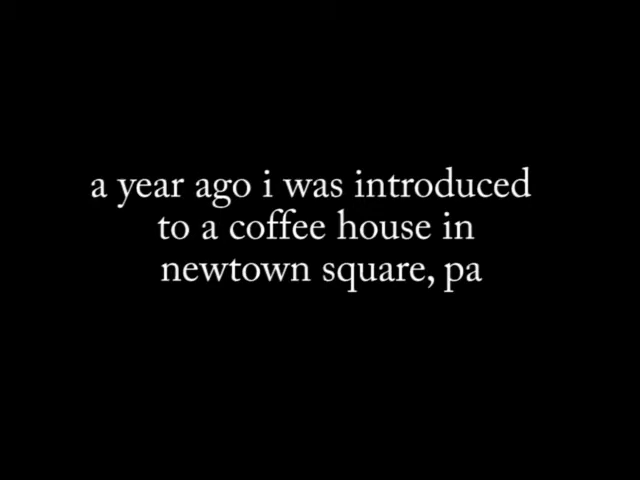 a year ago i was introduced
to a coffee house in
newtown square, pa